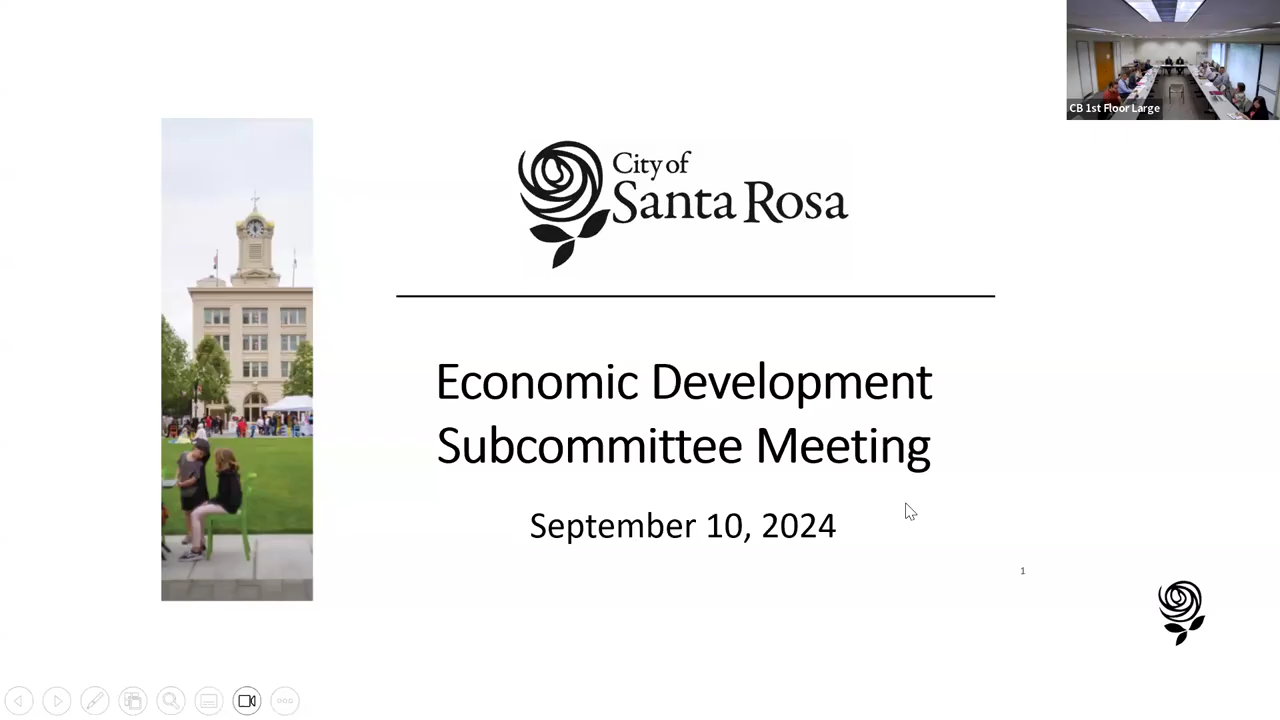 CB 1st Floor Large
City of
Santa Rosa
Economic Development
Subcommittee Meeting
September 10, 2024
1